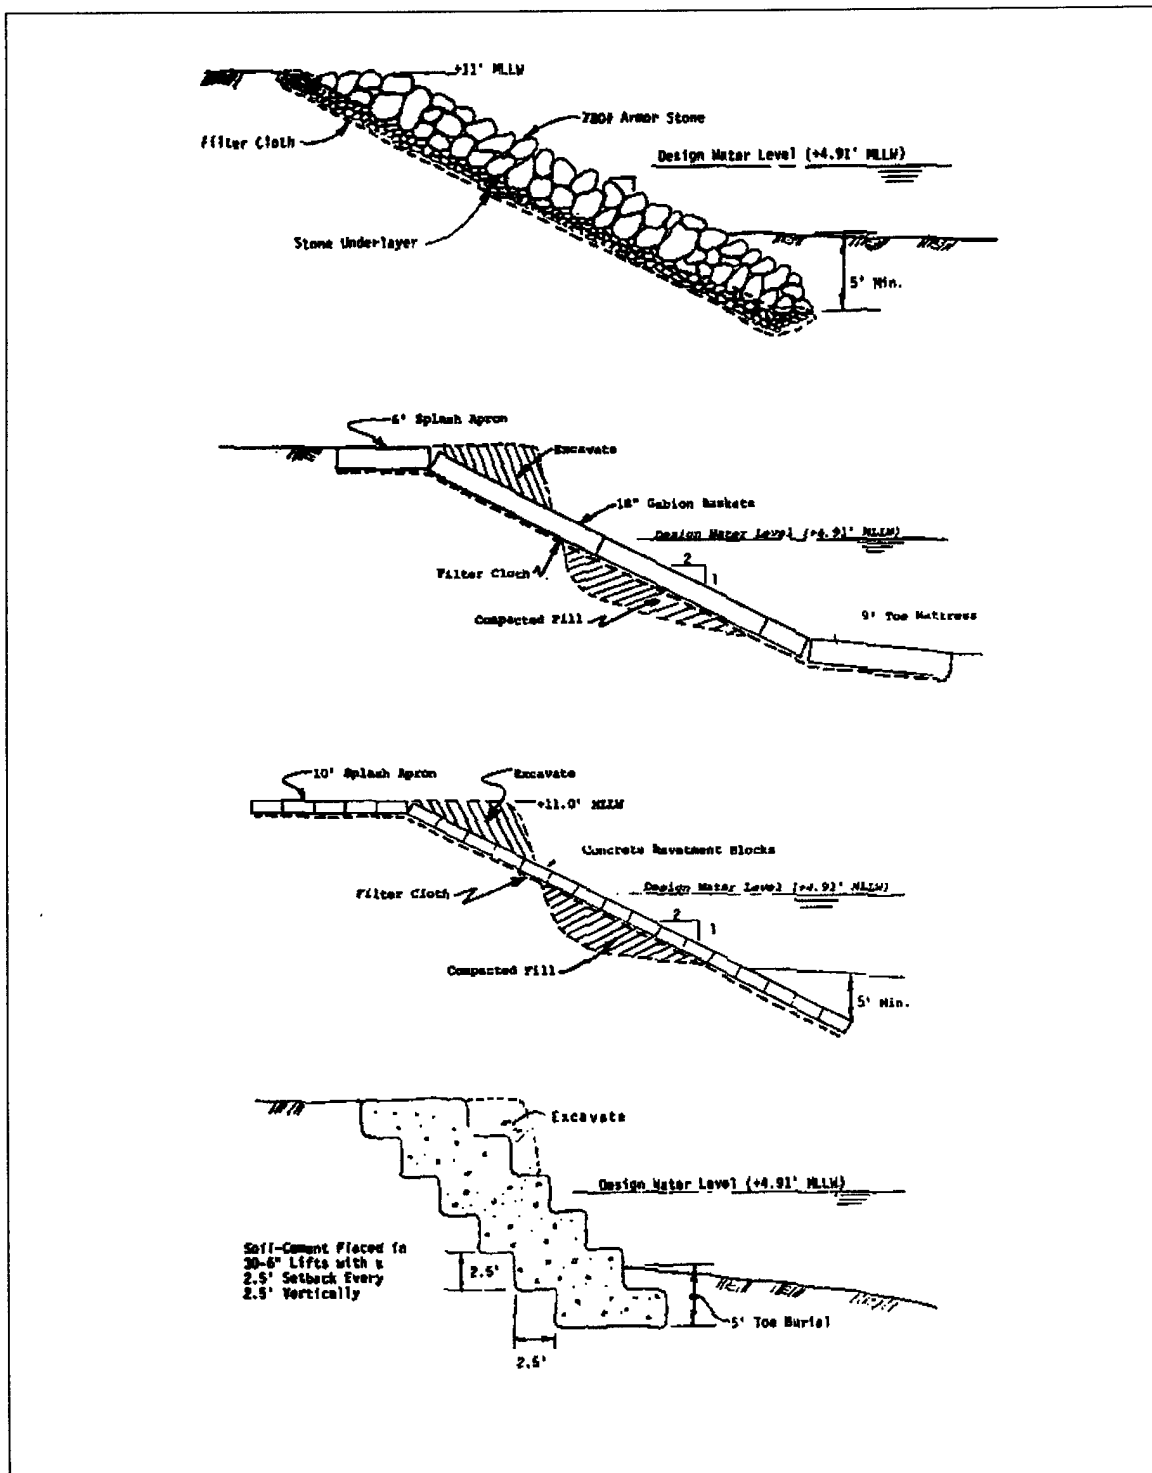 +11' MLLW
780# Armor Stone
Filter Cloth
Design Water Level (+4.91' MLLW)
Stone Underlayer
5' Min.
6' Splash Apron
Excavate
18" Gabion Baskets
Design Water Level (+4.91' MLLW)
2
1
Filter Cloth
Compacted Fill
9' Toe Mattress
10' Splash Apron
Excavate
+11.0' MLLW
Concrete Revetment Blocks
Filter Cloth
Design Water Level (+4.91' MLLW)
2
1
Compacted Fill
5' Min.
Excavate
Design Water Level (+4.91' MLLW)
Soil-Cement Placed in
30-6" Lifts with a
2.5' Setback Every
2.5' Vertically
2.5'
5' Toe Burial
2.5'